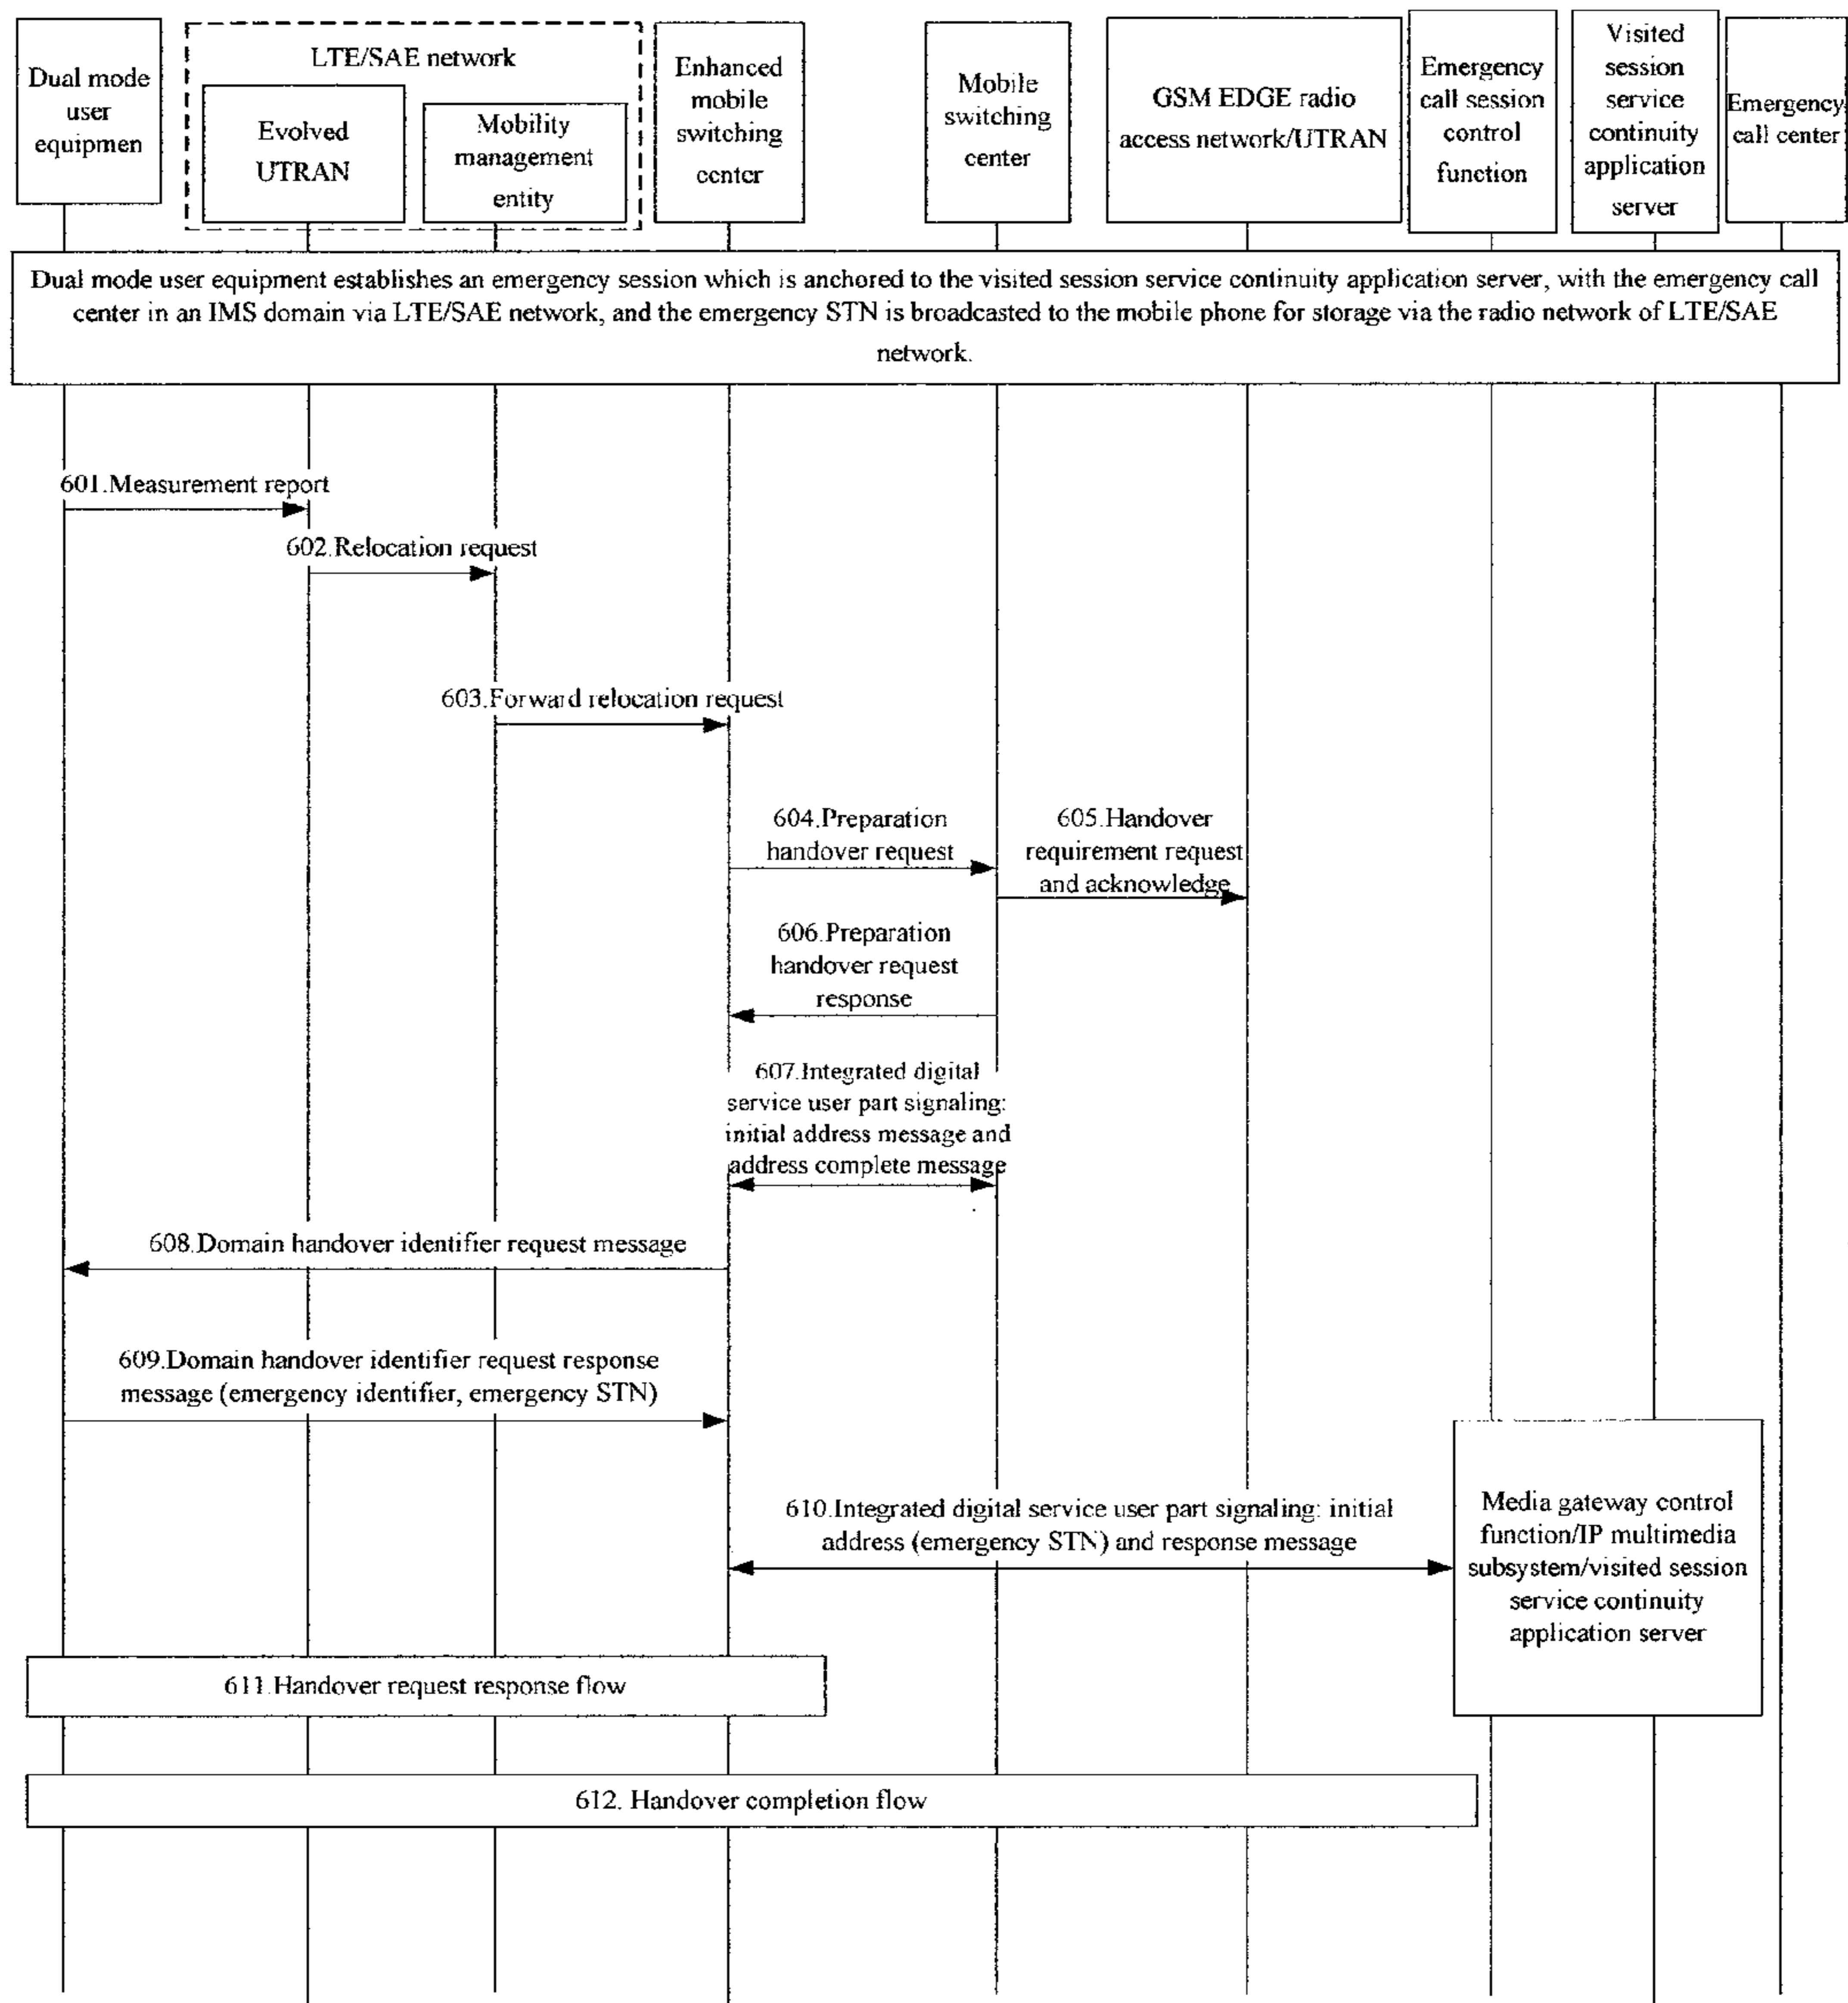 Dual mode
user
equipmen
LTE/SAE network
Evolved
UTRAN
Mobility
management
entity
Enhanced
mobile
switching
center
Mobile
switching
center
GSM EDGE radio
access network/UTRAN
Emergency
call session
control
function
Visited
session
service
continuity
application
server
Emergency
call center
Dual mode user equipment establishes an emergency session which is anchored to the visited session service continuity application server, with the emergency call
center in an IMS domain via LTE/SAE network, and the emergency STN is broadcasted to the mobile phone for storage via the radio network of LTE/SAE
network.
601.Measurement report
602.Relocation request
603.Forward relocation request
604.Preparation
handover request
605.Handover
requirement request
and acknowledge
606.Preparation
handover request
response
607.Integrated digital
service user part signaling:
initial address message and
address complete message
608.Domain handover identifier request message
609.Domain handover identifier request response
message (emergency identifier, emergency STN)
610.Integrated digital service user part signaling: initial
address (emergency STN) and response message
Media gateway control
function/IP multimedia
subsystem/visited session
service continuity
application server
611.Handover request response flow
612. Handover completion flow